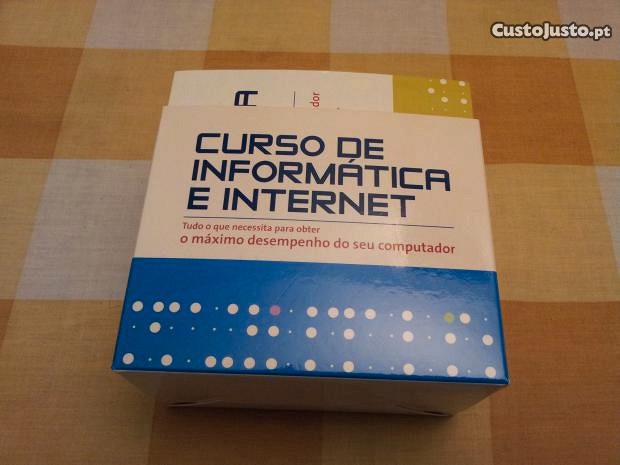 CustoJusto.pt
CURSO DE
INFORMÁTICA
E INTERNET
Tudo o que necessita para obter
o máximo desempenho do seu computador